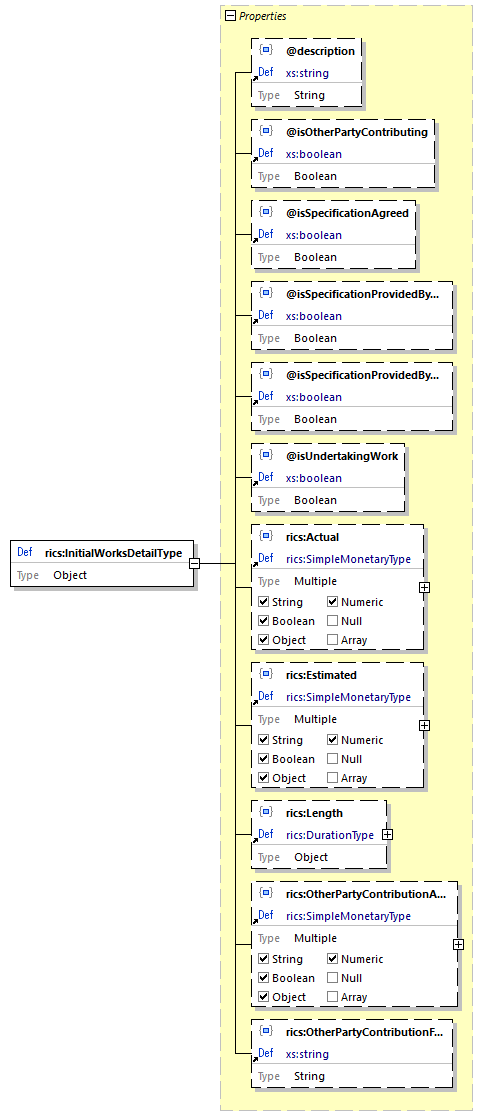 Properties
@description
Def xs:string
Type String
@isOtherPartyContributing
Def xs:boolean
Type Boolean
@isSpecificationAgreed
Def xs:boolean
Type Boolean
@isSpecificationProvidedBy...
Def xs:boolean
Type Boolean
@isSpecificationProvidedBy...
Def xs:boolean
Type Boolean
@isUndertakingWork
Def xs:boolean
Type Boolean
Def rics:InitialWorksDetailType
Type Object
rics:Actual
Def rics:SimpleMonetaryType
Type Multiple
String Numeric
Boolean Null
Object Array
rics:Estimated
Def rics:SimpleMonetaryType
Type Multiple
String Numeric
Boolean Null
Object Array
rics:Length
Def rics:DurationType
Type Object
rics:OtherPartyContributionA...
Def rics:SimpleMonetaryType
Type Multiple
String Numeric
Boolean Null
Object Array
rics:OtherPartyContributionF...
Def xs:string
Type String